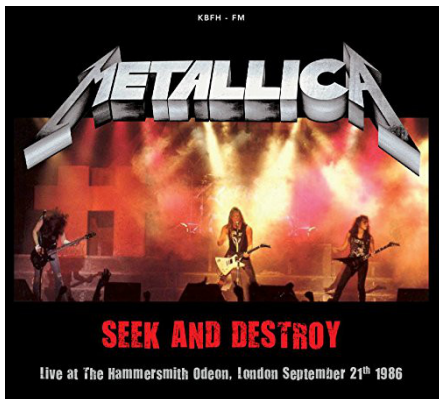 KBFH - FM
METALLICA
SEEK AND DESTROY
Live at The Hammersmith Odeon, London September 21th 1986